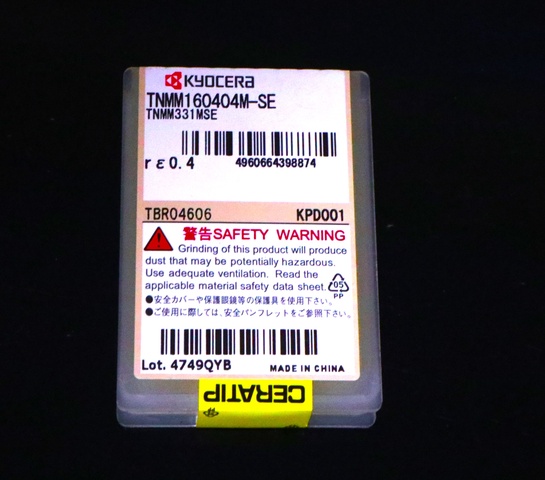 KYOCERA
TNMM160404M-SE
TNMM331MSE
rε0.4
4960664398874
TBR04606 KPD001
警告SAFETY WARNING
Grinding of this product will produce
dust that may be potentially hazardous.
Use adequate ventilation. Read the
applicable material safety data sheet.
05
PP
●安全カバーや保護眼鏡等の保護具を使用下さい。
●ご使用に際しては、安全パンフレットをご参照下さい。
Lot. 4749QYB MADE IN CHINA
CERATIP